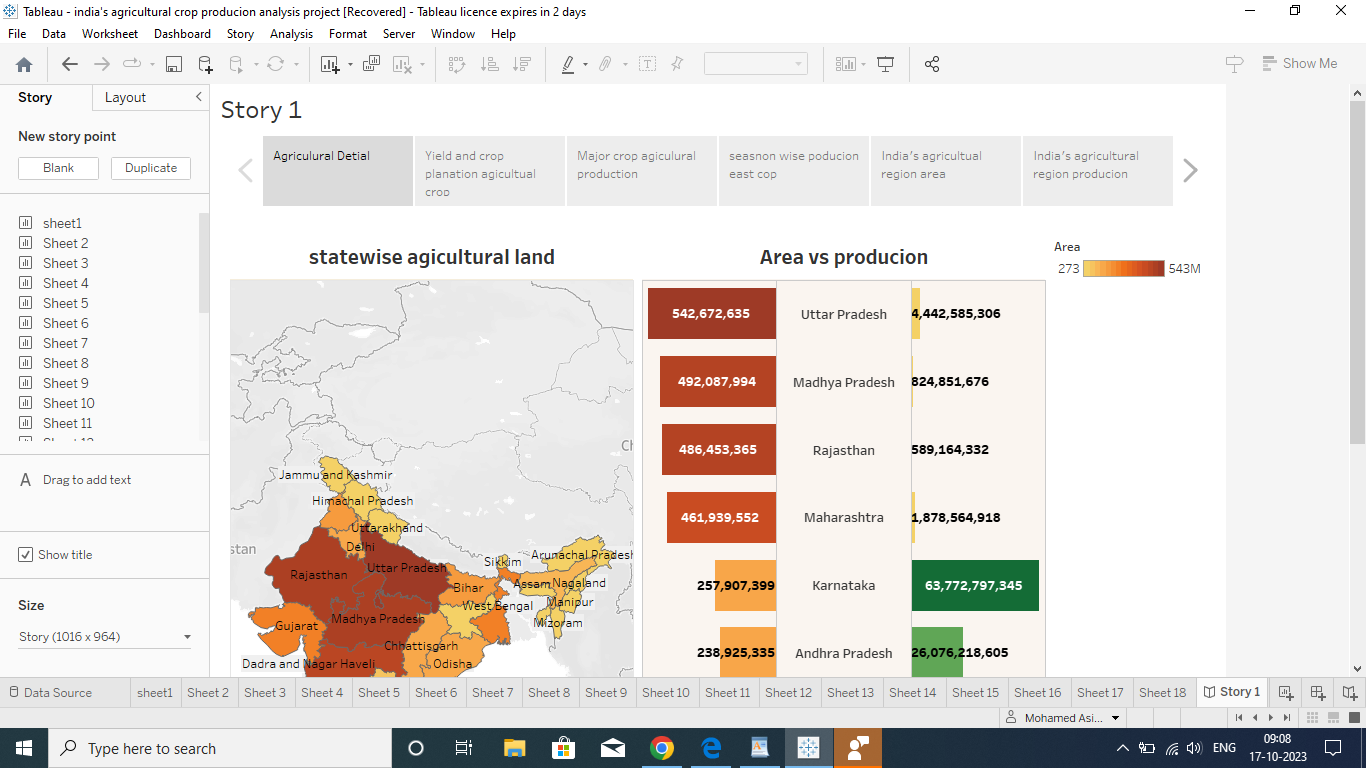 Tableau - india's agricultural crop producion analysis project [Recovered] - Tableau licence expires in 2 days
File Data Worksheet Dashboard Story Analysis Format Server Window Help
Show Me
Story Layout
New story point
Blank Duplicate
sheet1
Sheet 2
Sheet 3
Sheet 4
Sheet 5
Sheet 6
Sheet 7
Sheet 8
Sheet 9
Sheet 10
Sheet 11
A Drag to add text
Show title
Size
Story (1016 x 964)
Story 1
Agriculural Detial
Yield and crop
planation agicultual
crop
Major crop agiculural
production
seasnon wise poducion
east cop
India's agricultual
region area
India's agricultural
region producion
statewise agicultural land
Jammu and Kashmir
Himachal Pradesh
Uttarakhand
Delhi
Arunachal Pradesh
Sikkim
Rajasthan
Uttar Pradesh
Bihar
Assam
Nagaland
West Bengal
Manipur
Gujarat
Madhya Pradesh
Mizoram
Chhattisgarh
Dadra and Nagar Haveli
Odisha
stan
Ch
Area vs producion
542,672,635 Uttar Pradesh 4,442,585,306
492,087,994 Madhya Pradesh 824,851,676
486,453,365 Rajasthan 589,164,332
461,939,552 Maharashtra 1,878,564,918
257,907,399 Karnataka 63,772,797,345
238,925,335 Andhra Pradesh 26,076,218,605
Area
273 543M
Data Source sheet1 Sheet 2 Sheet 3 Sheet 4 Sheet 5 Sheet 6 Sheet 7 Sheet 8 Sheet 9 Sheet 10 Sheet 11 Sheet 12 Sheet 13 Sheet 14 Sheet 15 Sheet 16 Sheet 17 Sheet 18 Story 1
Mohamed Asi...
Type here to search
ENG
09:08
17-10-2023